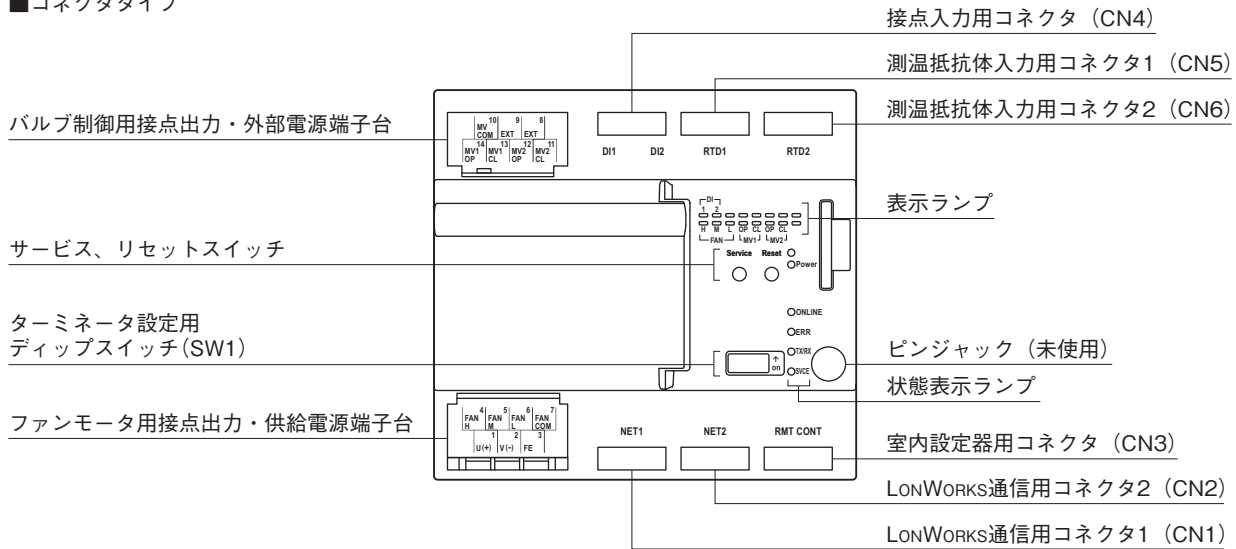 ■コネクタタイプ
接点入力用コネクタ（CN4）
測温抵抗体入力用コネクタ1（CN5）
測温抵抗体入力用コネクタ2（CN6）
バルブ制御用接点出力・外部電源端子台
10 9 8
MV COM EXT EXT
14 13 12 11
MV1 OP MV1 CL MV2 OP MV2 CL
DI1 DI2 RTD1 RTD2
表示ランプ
DI
1 2
H M L OP CL OP CL
FAN MV1 MV2
サービス、リセットスイッチ
Service Reset
Power
ターミネータ設定用
ディップスイッチ（SW1）
ONLINE
ERR
TX/RX
SVCE
↑
on
ピンジャック（未使用）
状態表示ランプ
ファンモータ用接点出力・供給電源端子台
4 5 6 7
FAN H FAN M FAN L FAN COM
1 2 3
U(+) V(-) FE
NET1 NET2 RMT CONT
室内設定器用コネクタ（CN3）
LONWORKS通信用コネクタ2（CN2）
LONWORKS通信用コネクタ1（CN1）